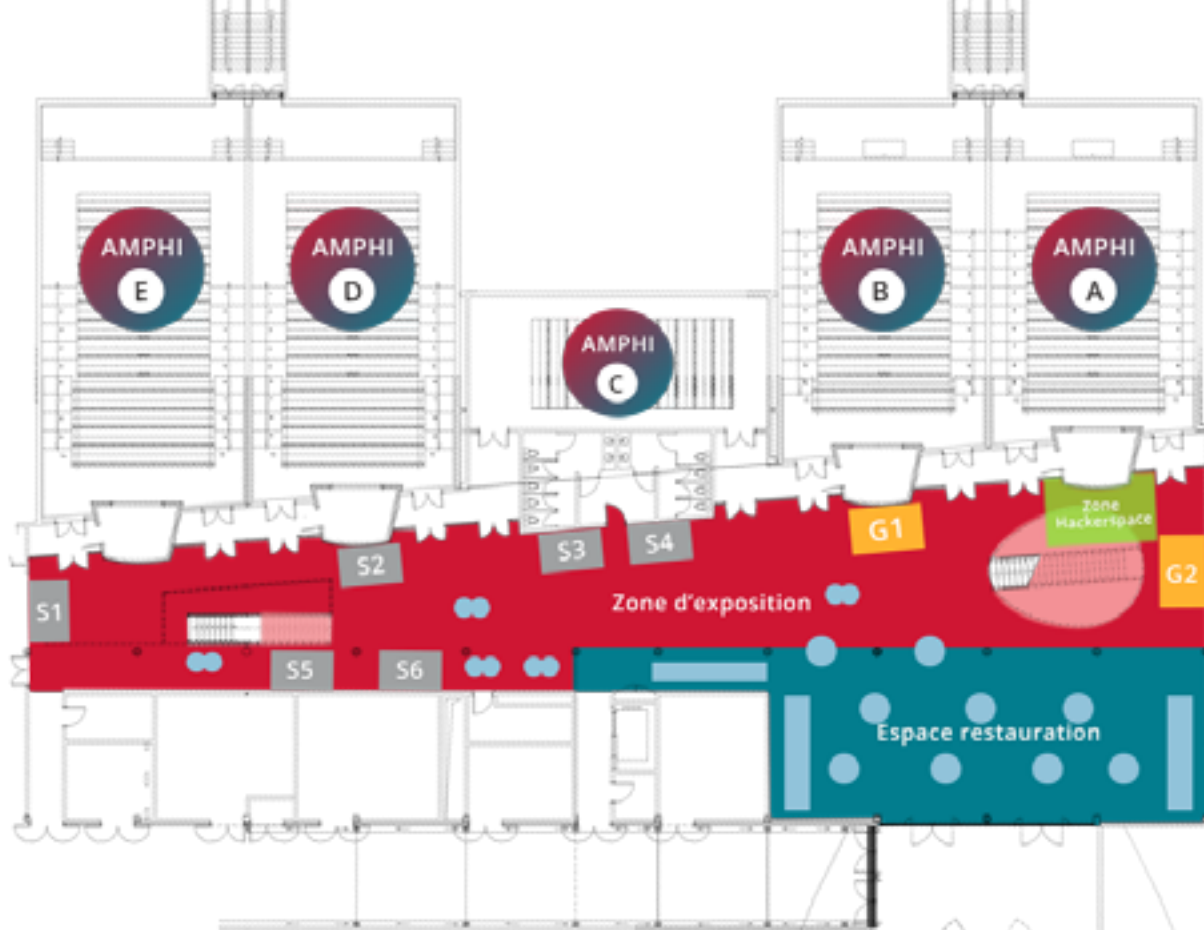 AMPHI
E
AMPHI
D
AMPHI
C
AMPHI
B
AMPHI
A
S1
S2
S3
S4
G1
Zone
Hackerspace
G2
Zone d'exposition
S5
S6
Espace restauration